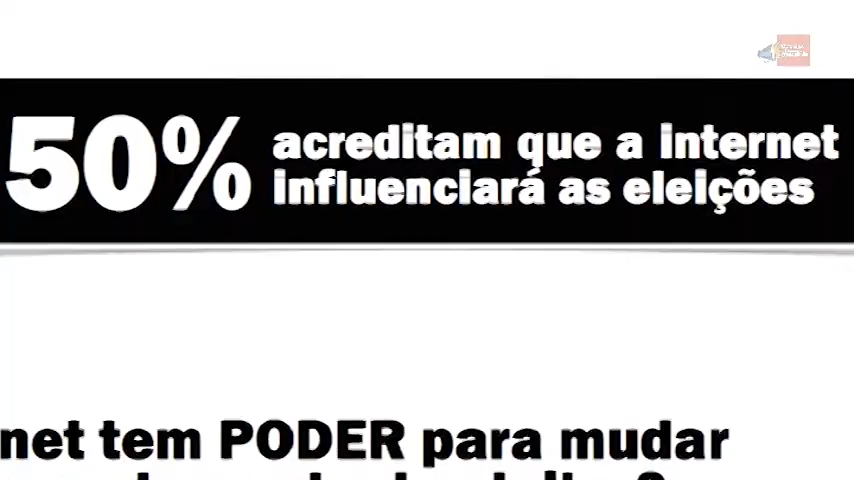 50% acreditam que a internet
influenciará as eleições
net tem PODER para mudar